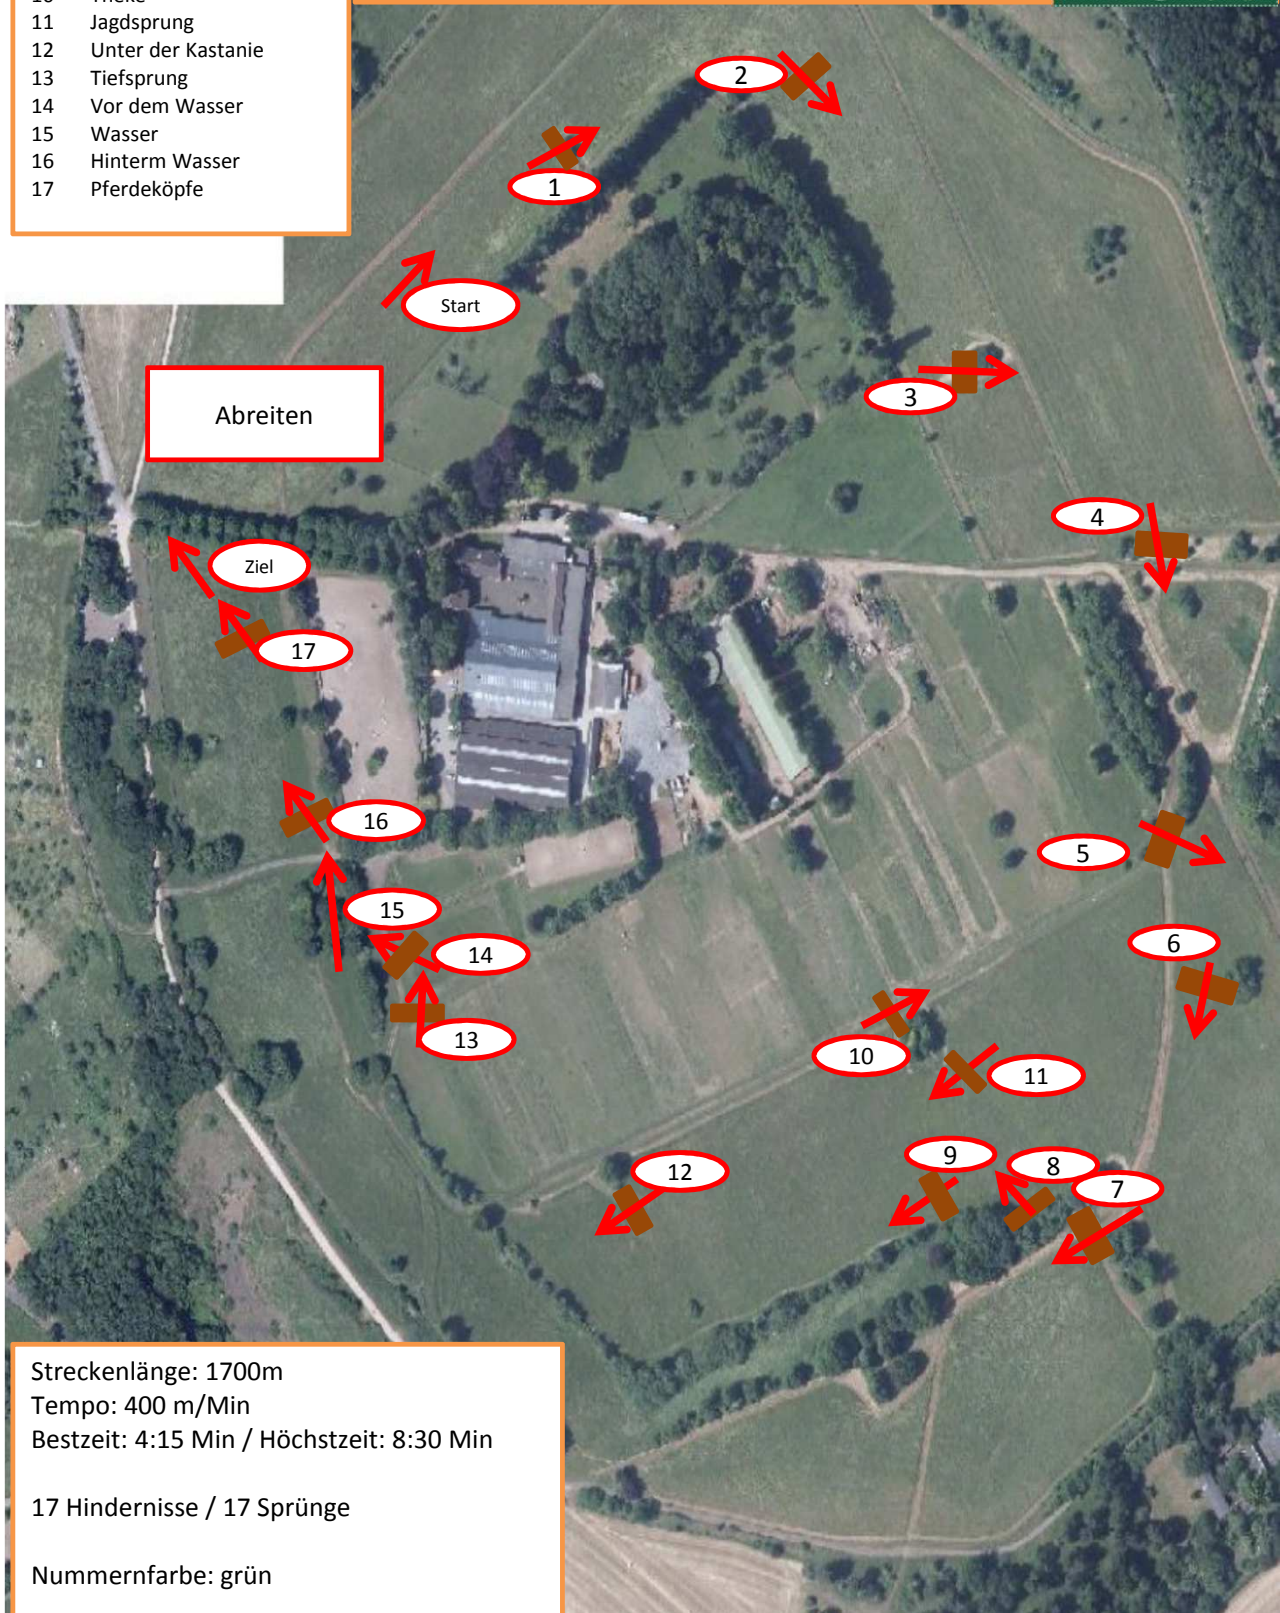 11 Jagdsprung
12 Unter der Kastanie
13 Tiefsprung
14 Vor dem Wasser
15 Wasser
16 Hinterm Wasser
17 Pferdeköpfe
2
1
Start
3
Abreiten
4
Ziel
17
16
5
15
14
6
13
10
11
9
8
12
7
Streckenlänge: 1700m
Tempo: 400 m/Min
Bestzeit: 4:15 Min / Höchstzeit: 8:30 Min
17 Hindernisse / 17 Sprünge
Nummernfarbe: grün